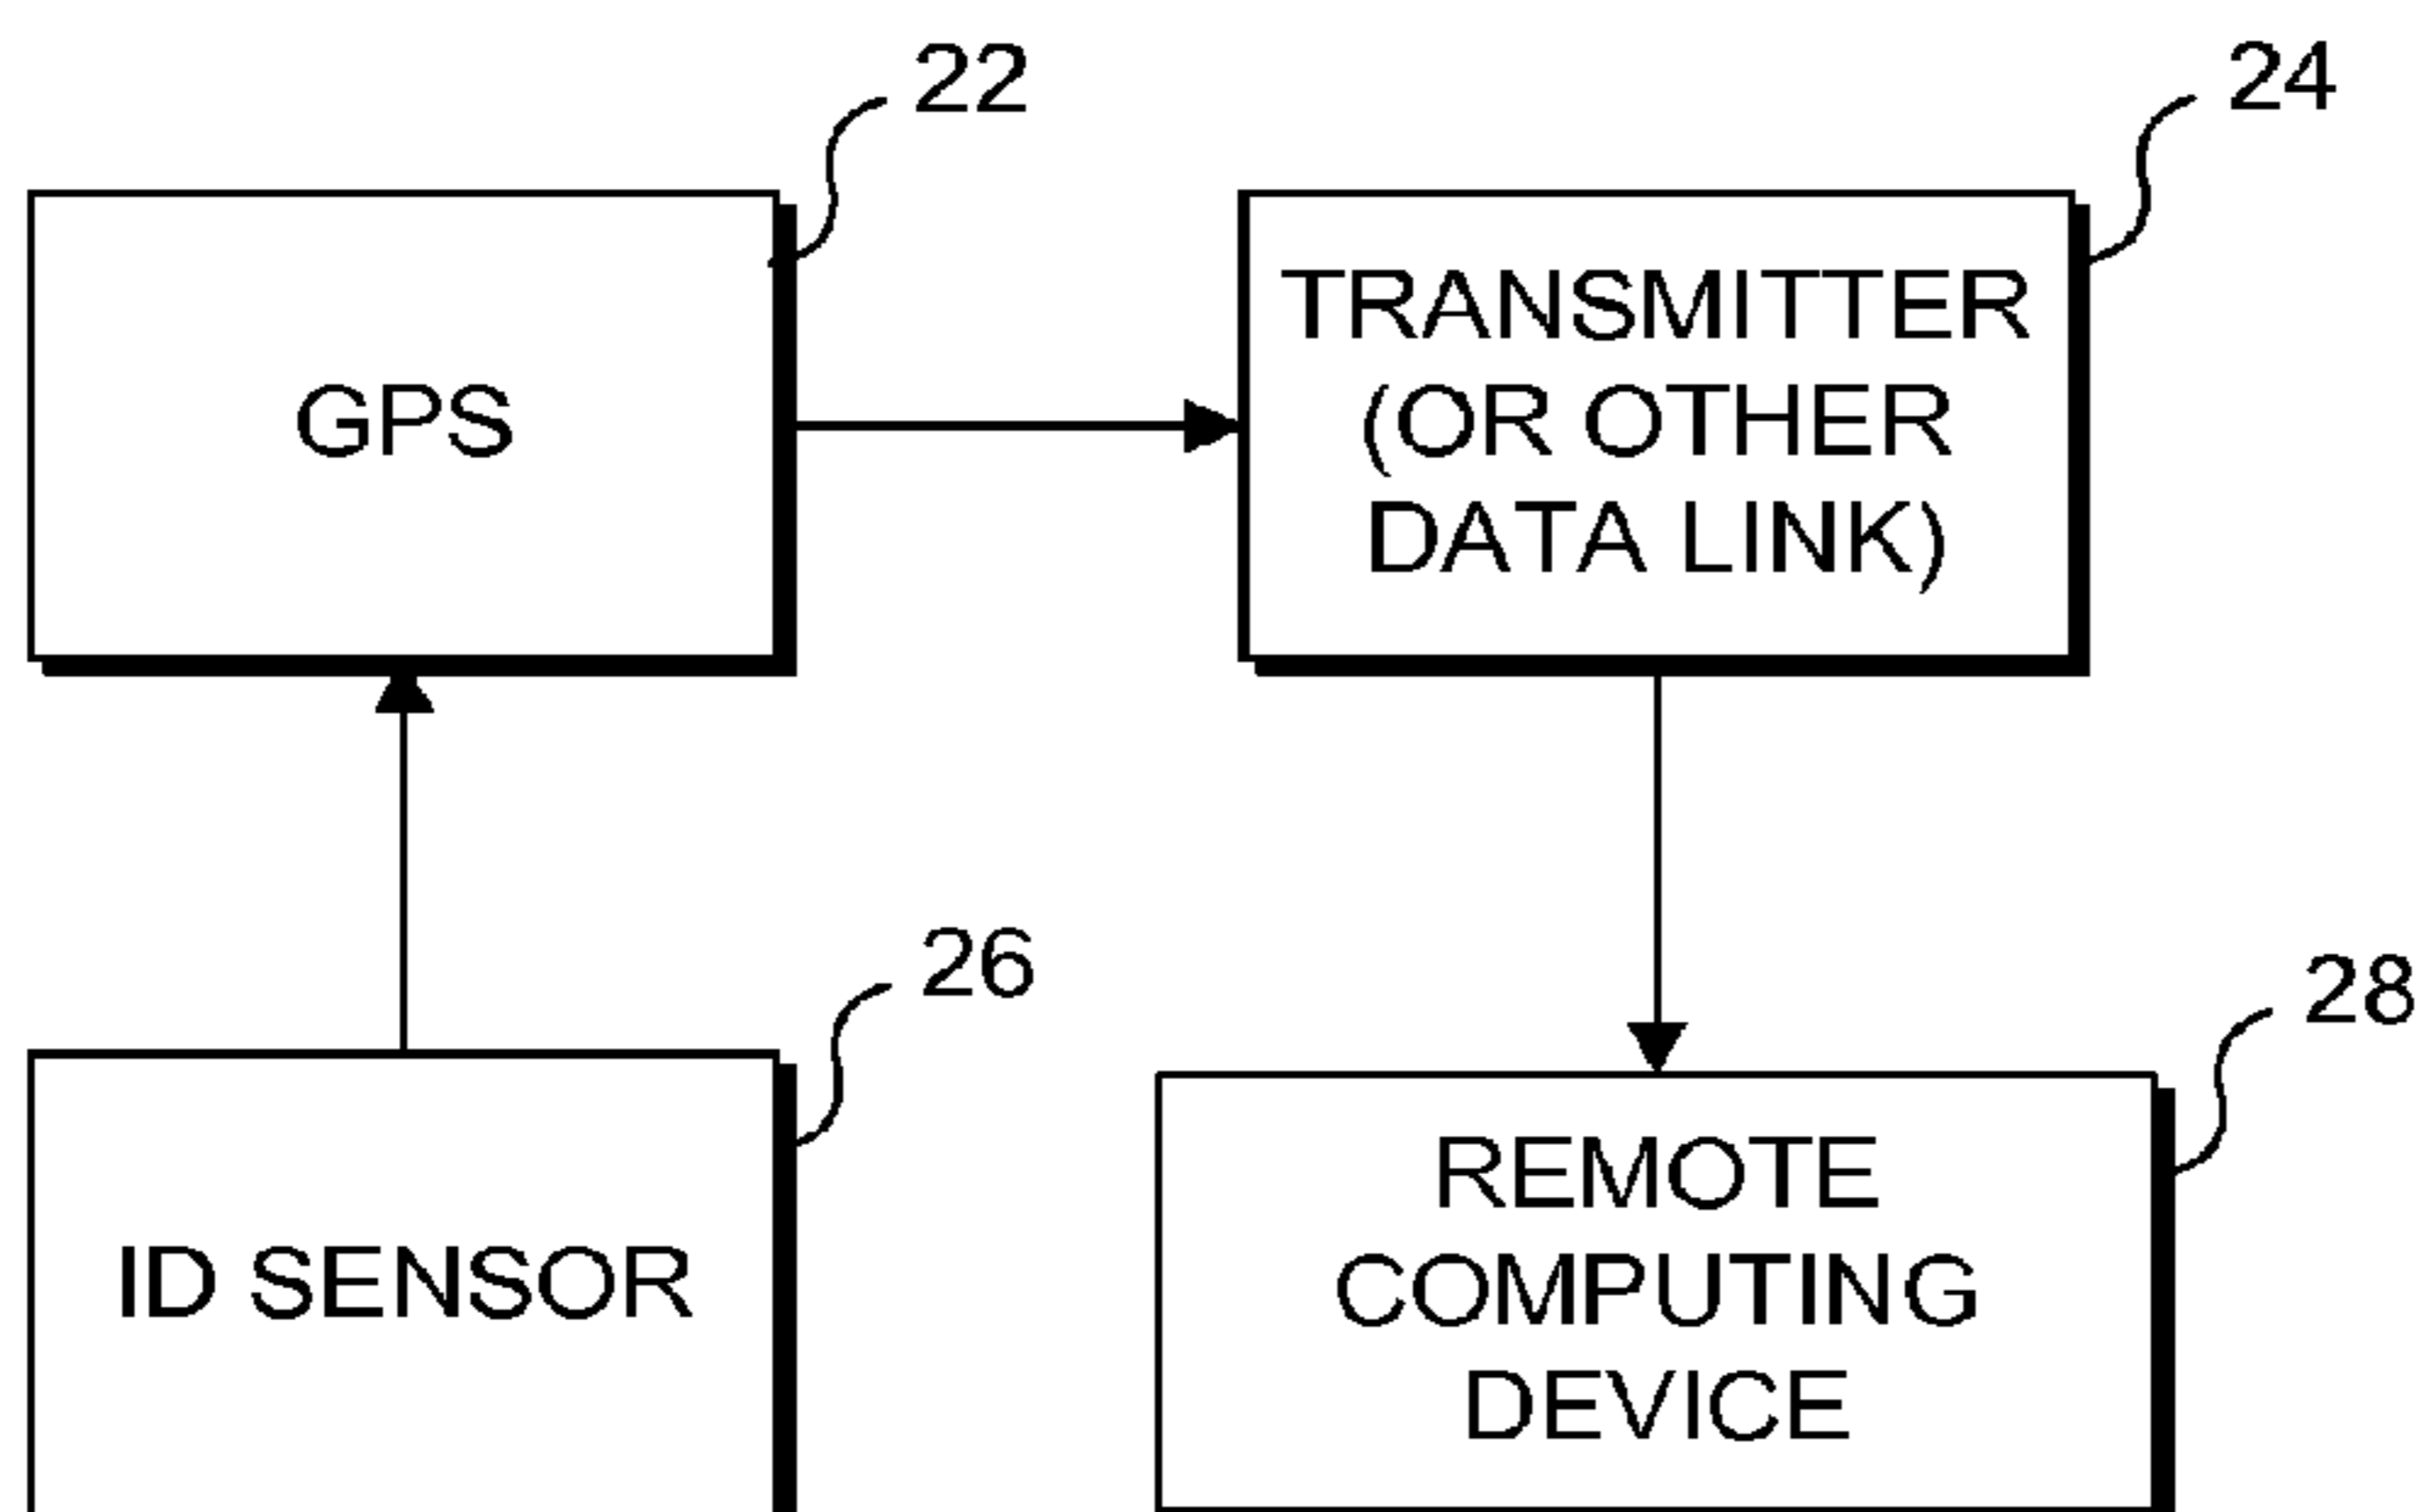 22
24
GPS
TRANSMITTER
(OR OTHER
DATA LINK)
26
28
ID SENSOR
REMOTE
COMPUTING
DEVICE